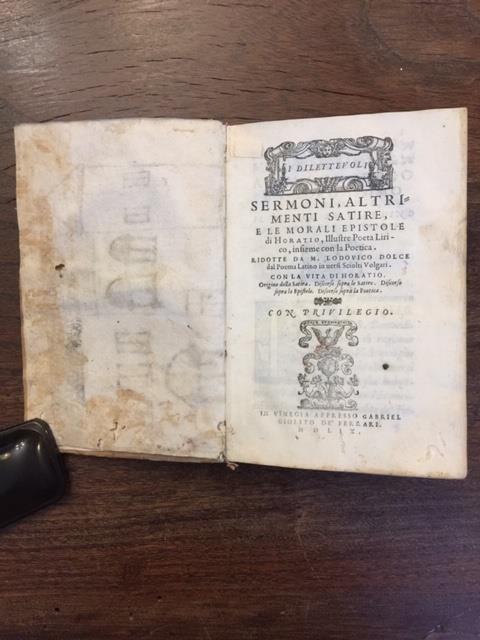 I DILETTEVOLI
SERMONI, ALTRI-
MENTI SATIRE,
E LE MORALI EPISTOLE
di HORATIO, Illustre Poeta Liri-
co, insieme con la Poetica.
RIDOTTE DA M. LODOVICO DOLCE
dal Poema Latino in uersi Sciolti Volgari.
CON LA VITA DI HORATIO.
Origine della Satira. Discorso sopra le Satire. Discorso
sopra le Epistole. Discorso sopra la Poetica.
CON PRIVILEGIO.
IN VINEGIA APPRESSO GABRIEL
GIOLITO DE' FERRARI.
MDLIX.